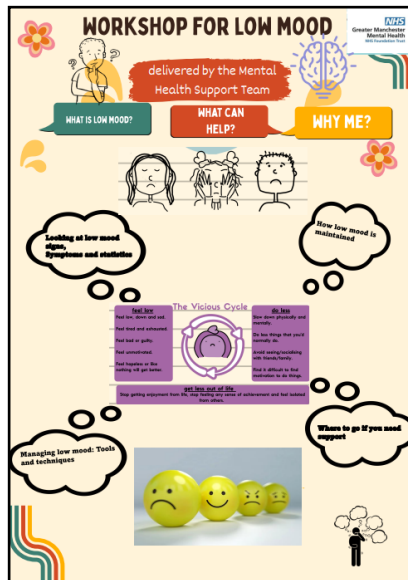 WORKSHOP FOR LOW MOOD
NHS
Greater Manchester
Mental Health
NHS Foundation Trust
delivered by the Mental
Health Support Team
WHAT IS LOW MOOD?
WHAT CAN
HELP?
WHY ME?
Looking at low mood
signs,
Symptoms and statistics
How low mood is
maintained
The Vicious Cycle
feel low
Feel low, down and sad.
Feel tired and exhausted.
Feel bad or guilty.
Feel unmotivated.
Feel hopeless or like
nothing will get better.
do less
Slow down physically and
mentally.
Do less things that you'd
normally do.
Avoid seeing/socialising
with friends/family.
Find it difficult to find
motivation to do things.
get less out of life
Stop getting enjoyment from life, stop feeling any sense of achievement and feel isolated
from others.
Managing low mood: Tools
and techniques
Where to go if you need
support